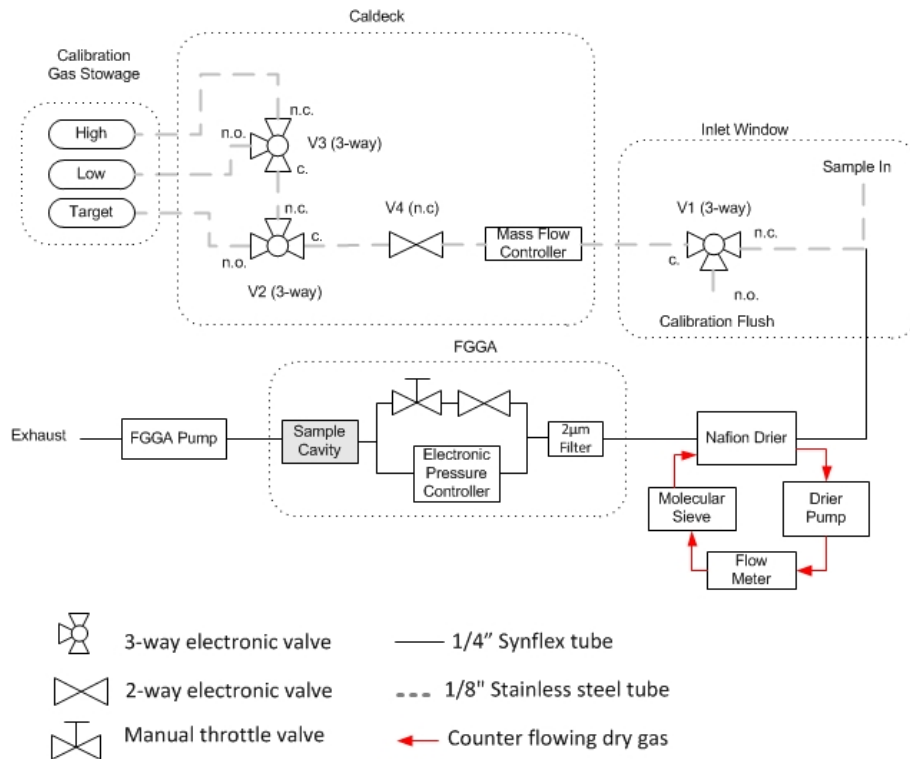 Caldeck
Calibration
Gas Stowage
High
Low
Target
n.c.
n.o.
V3 (3-way)
c.
n.c.
c.
n.o.
V2 (3-way)
V4 (n.c)
Mass Flow
Controller
Inlet Window
Sample In
V1 (3-way)
n.c.
c.
n.o.
Calibration Flush
FGGA
Exhaust
FGGA Pump
Sample
Cavity
Electronic
Pressure
Controller
2µm
Filter
Nafion Drier
Molecular
Sieve
Drier
Pump
Flow
Meter
3-way electronic valve
1/4" Synflex tube
2-way electronic valve
1/8" Stainless steel tube
Manual throttle valve
Counter flowing dry gas